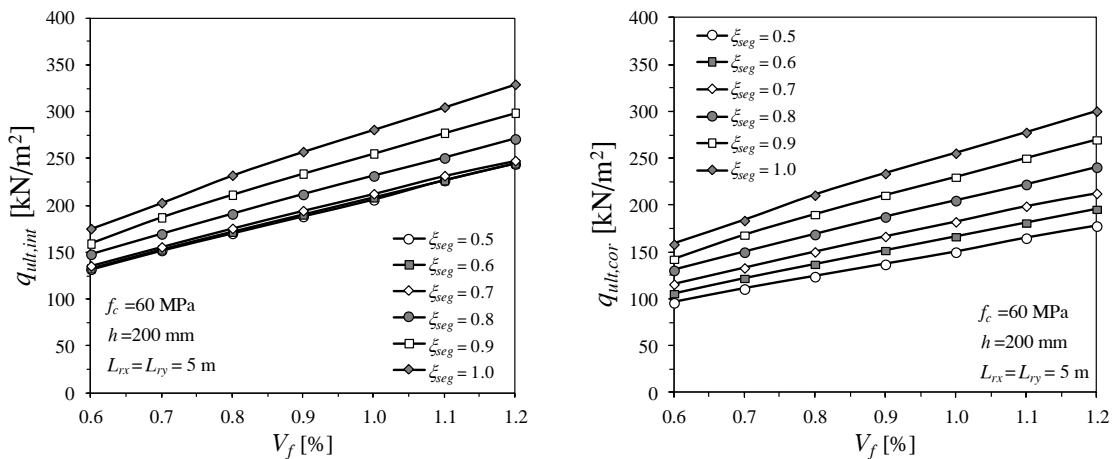 400
350
300
250
200
150
100
50
0
q_ult,int [kN/m²]
f_c =60 MPa
h=200 mm
L_rx = L_ry = 5 m
ξ_seg = 0.5
ξ_seg = 0.6
ξ_seg = 0.7
ξ_seg = 0.8
ξ_seg = 0.9
ξ_seg = 1.0
0.6 0.7 0.8 0.9 1.0 1.1 1.2
V_f [%]
400
350
300
250
200
150
100
50
0
q_ult,cor [kN/m²]
ξ_seg = 0.5
ξ_seg = 0.6
ξ_seg = 0.7
ξ_seg = 0.8
ξ_seg = 0.9
ξ_seg = 1.0
f_c =60 MPa
h=200 mm
L_rx = L_ry = 5 m
0.6 0.7 0.8 0.9 1.0 1.1 1.2
V_f [%]